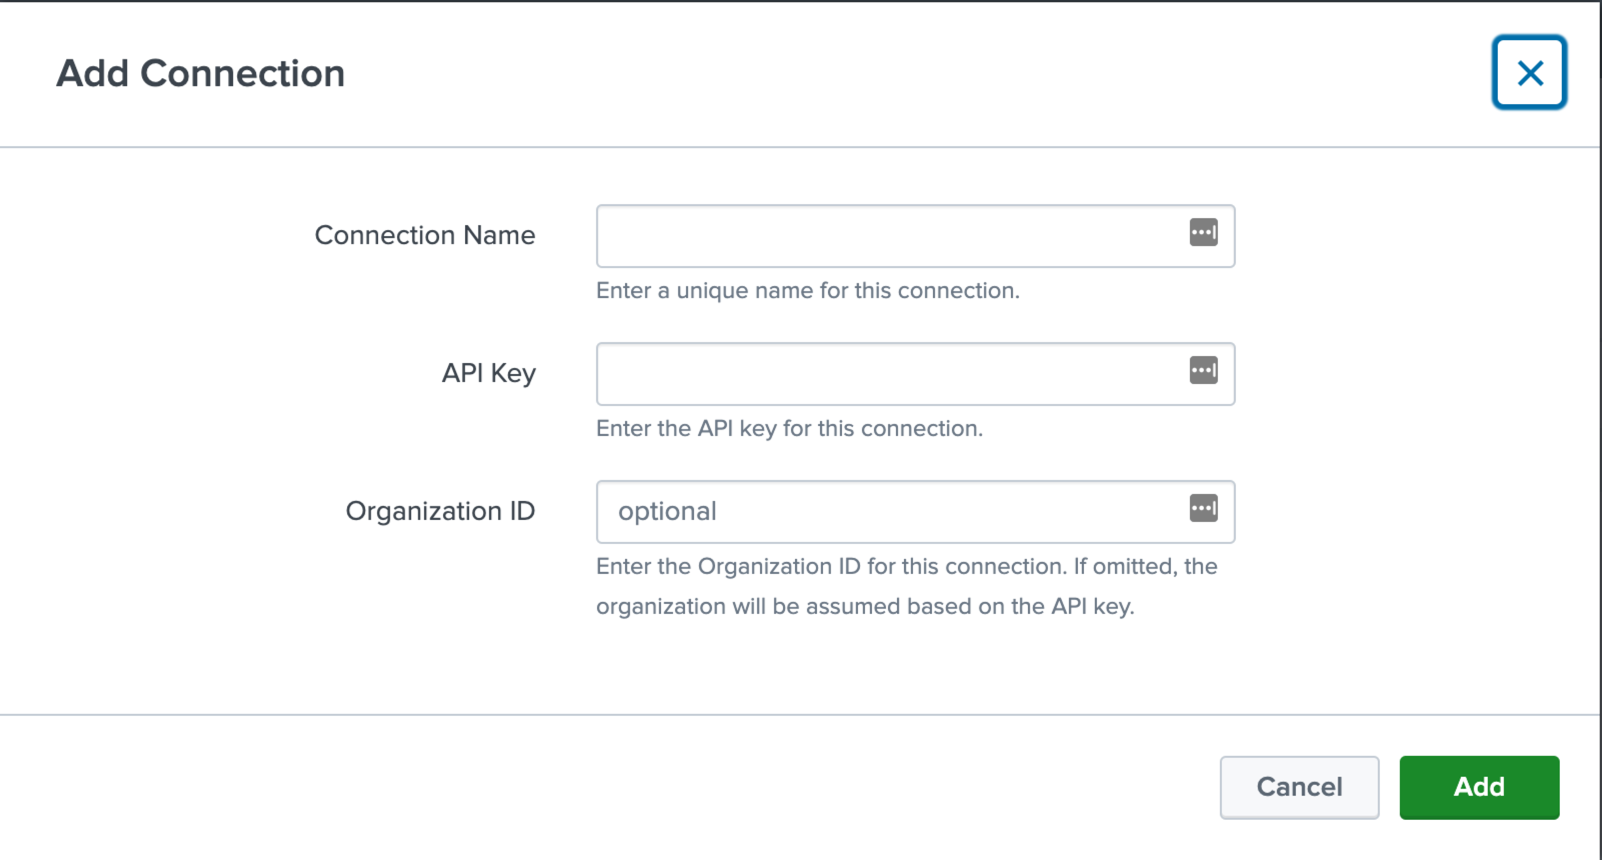 Add Connection
Connection Name
Enter a unique name for this connection.
API Key
Enter the API key for this connection.
Organization ID
optional
Enter the Organization ID for this connection. If omitted, the
organization will be assumed based on the API key.
Cancel
Add